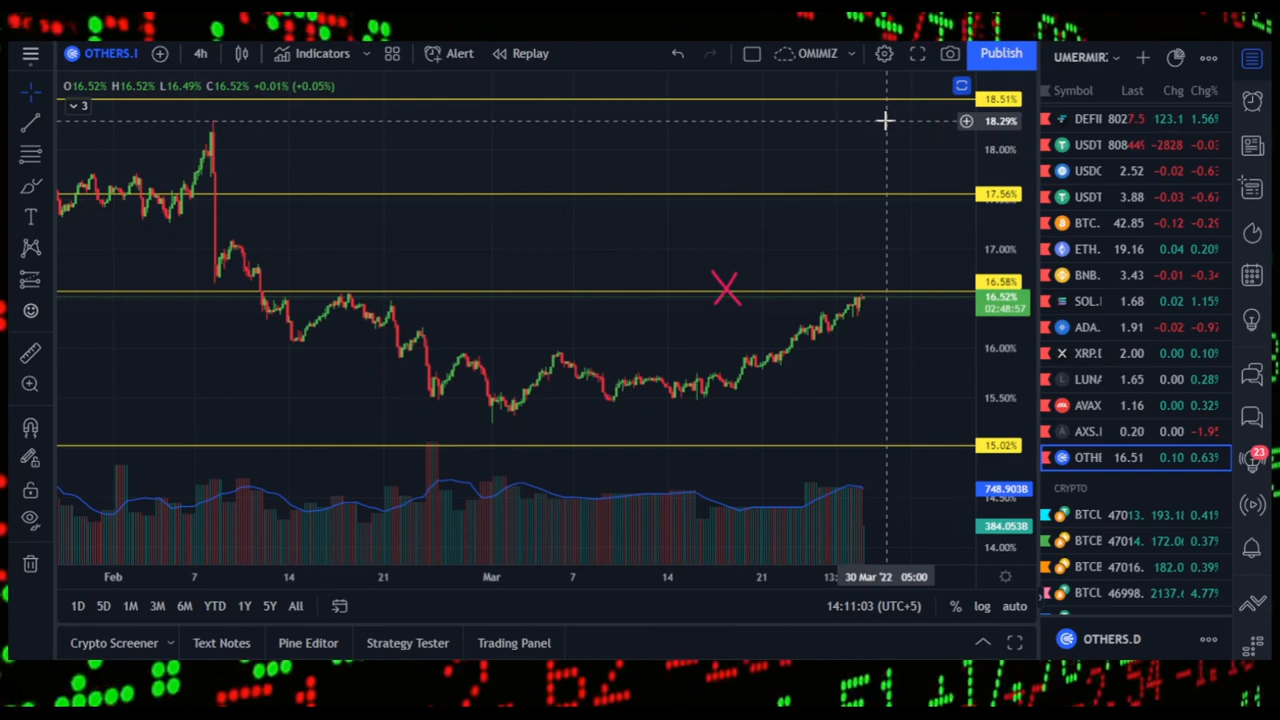 OTHERS.I 4h Indicators Alert Replay OMIMIZ Publish UMERMIR
O16.52% H16.52% L16.49% C16.52% +0.01% (+0.05%)
3
Symbol Last Chg Chg%
18.51%
18.29%
18.00%
17.56%
17.00%
16.58%
16.52%
02:48:57
16.00%
15.50%
15.02%
748.903B
384.053B
14.00%
DEFII 8027.5 123.1 1.56%
USDT -2828 -0.03
USDC 2.52 -0.02 -0.63
USDT 3.88 -0.03 -0.67
BTC. 42.85 -0.12 -0.29
ETH. 19.16 0.04 0.20%
BNB. 3.43 -0.01 -0.34
SOL.I 1.68 0.02 1.15%
ADA. 1.91 -0.02 -0.97
XRP.D 2.00 0.00 0.10%
LUNA 1.65 0.00 0.28%
AVAX 1.16 0.00 0.32%
AXS.I 0.20 0.00 -1.95
OTHI 16.51 0.10 0.63%
23
CRYPTO
BTCU 47013. 193.18 0.41%
BTCE 47014. 172.06 0.37%
BTCE 47016. 182.0 0.39%
BTCU 46998. 2137.6 4.77%
Feb 7 14 21 Mar 7 14 21 30 Mar '22 05:00
1D 5D 1M 3M 6M YTD 1Y 5Y All 14:11:03 (UTC+5) % log auto
Crypto Screener Text Notes Pine Editor Strategy Tester Trading Panel OTHERS.D